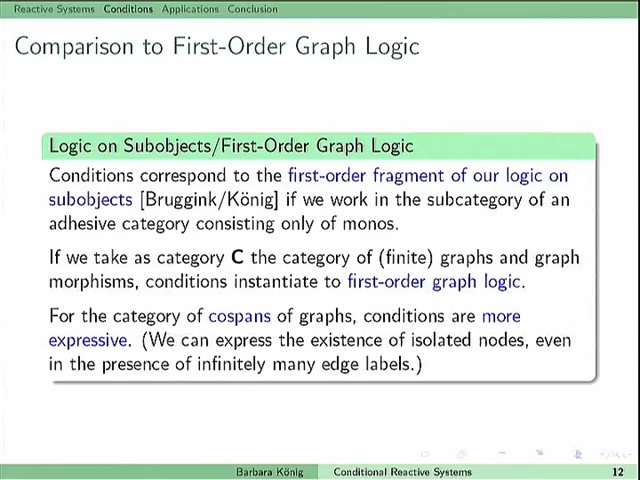 Reactive Systems Conditions Applications Conclusion
Comparison to First-Order Graph Logic
Logic on Subobjects/First-Order Graph Logic
Conditions correspond to the first-order fragment of our logic on
subobjects [Bruggink/König] if we work in the subcategory of an
adhesive category consisting only of monos.
If we take as category C the category of (finite) graphs and graph
morphisms, conditions instantiate to first-order graph logic.
For the category of cospans of graphs, conditions are more
expressive. (We can express the existence of isolated nodes, even
in the presence of infinitely many edge labels.)
Barbara König Conditional Reactive Systems 12